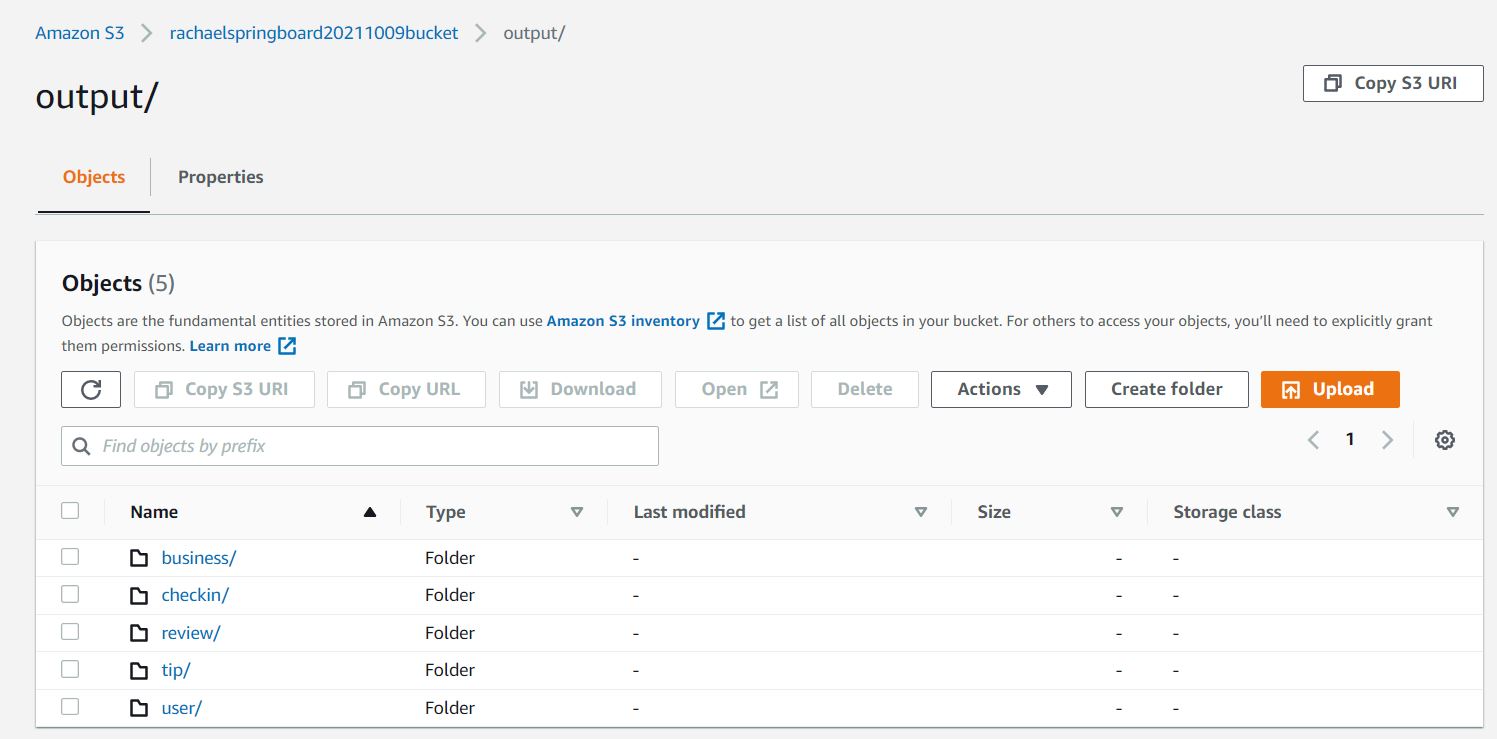 Amazon S3 > rachaelspringboard20211009bucket > output/
output/
Copy S3 URI
Objects Properties
Objects (5)
Objects are the fundamental entities stored in Amazon S3. You can use Amazon S3 inventory to get a list of all objects in your bucket. For others to access your objects, you’ll need to explicitly grant
them permissions. Learn more
Copy S3 URI Copy URL Download Open Delete Actions Create folder Upload
Find objects by prefix
< 1 >
Name Type Last modified Size Storage class
business/ Folder - - -
checkin/ Folder - - -
review/ Folder - - -
tip/ Folder - - -
user/ Folder - - -